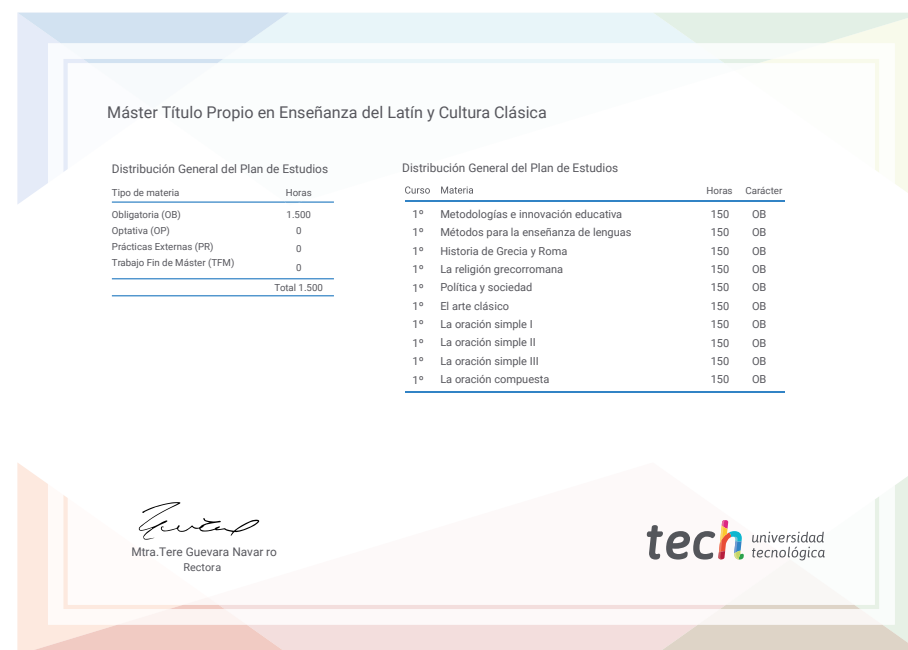 Máster Título Propio en Enseñanza del Latín y Cultura Clásica
Distribución General del Plan de Estudios
Tipo de materia Horas
Obligatoria (OB) 1.500
Optativa (OP) 0
Prácticas Externas (PR) 0
Trabajo Fin de Máster (TFM) 0
Total 1.500
Distribución General del Plan de Estudios
Curso Materia Horas Carácter
1º Metodologías e innovación educativa 150 OB
1º Métodos para la enseñanza de lenguas 150 OB
1º Historia de Grecia y Roma 150 OB
1º La religión grecorromana 150 OB
1º Política y sociedad 150 OB
1º El arte clásico 150 OB
1º La oración simple I 150 OB
1º La oración simple II 150 OB
1º La oración simple III 150 OB
1º La oración compuesta 150 OB
Mtra.Tere Guevara Navar ro
Rectora
tech universidad
tecnológica